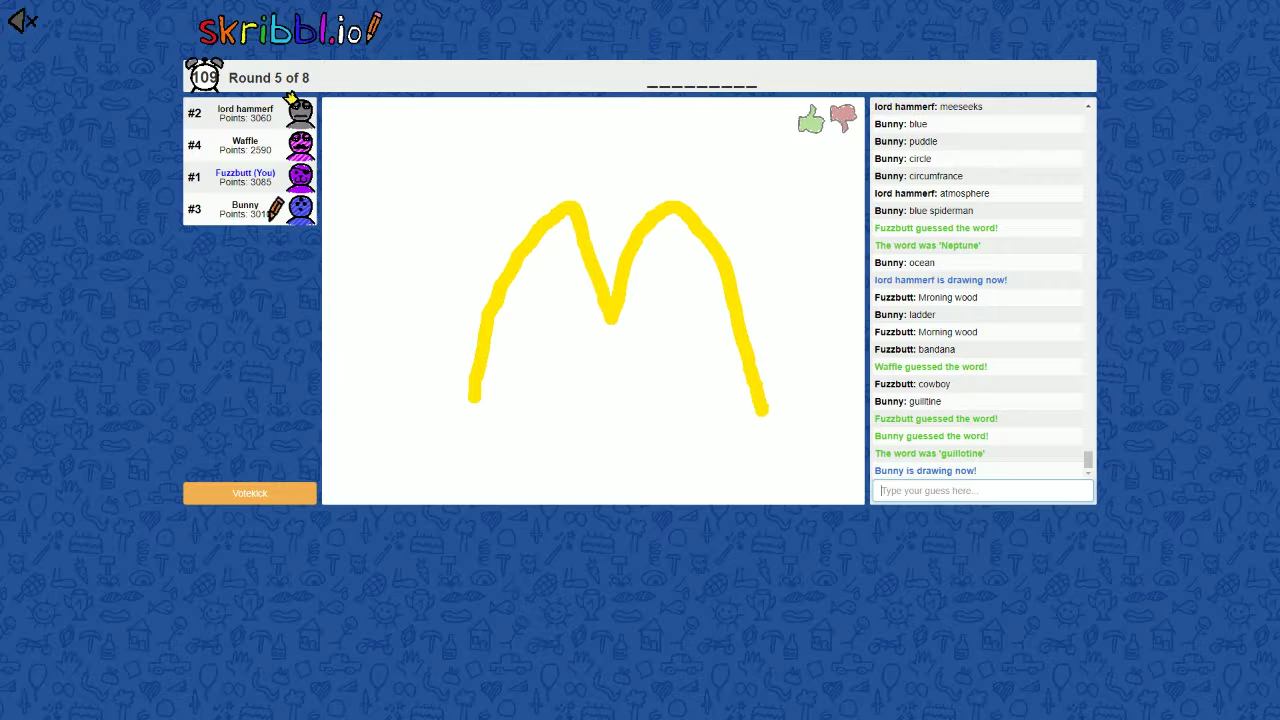 skribbl.io
109 Round 5 of 8
_________
#2 lord hammerf
Points: 3060
#4 Waffle
Points: 2590
#1 Fuzzbutt (You)
Points: 3085
#3 Bunny
Votekick
lord hammerf: meeseeks
Bunny: blue
Bunny: puddle
Bunny: circle
Bunny: circumfrance
lord hammerf: atmosphere
Bunny: blue spiderman
Fuzzbutt guessed the word!
The word was 'Neptune'
Bunny: ocean
lord hammerf is drawing now!
Fuzzbutt: Mroning wood
Bunny: ladder
Fuzzbutt: Morning wood
Fuzzbutt: bandana
Waffle guessed the word!
Fuzzbutt: cowboy
Bunny: guilltine
Fuzzbutt guessed the word!
Bunny guessed the word!
The word was 'guillotine'
Bunny is drawing now!
Type your guess here...